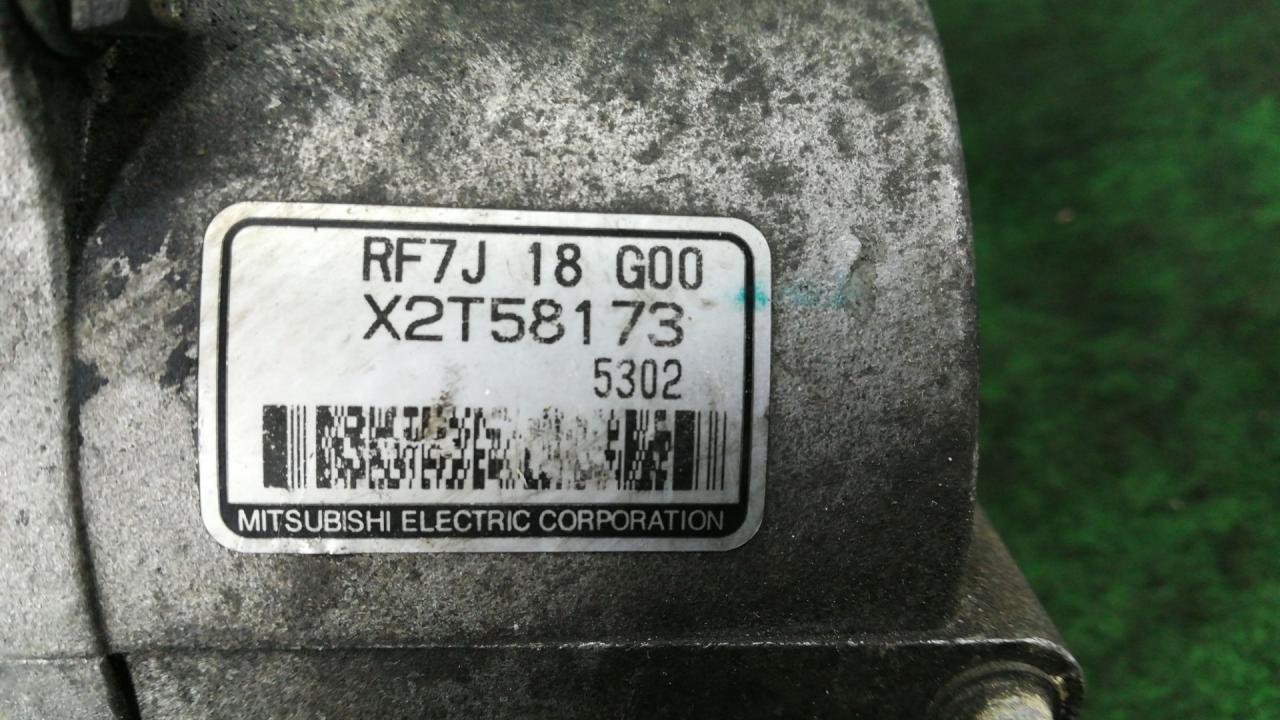 RF7J 18 G00
X2T58173
5302
MITSUBISHI ELECTRIC CORPORATION